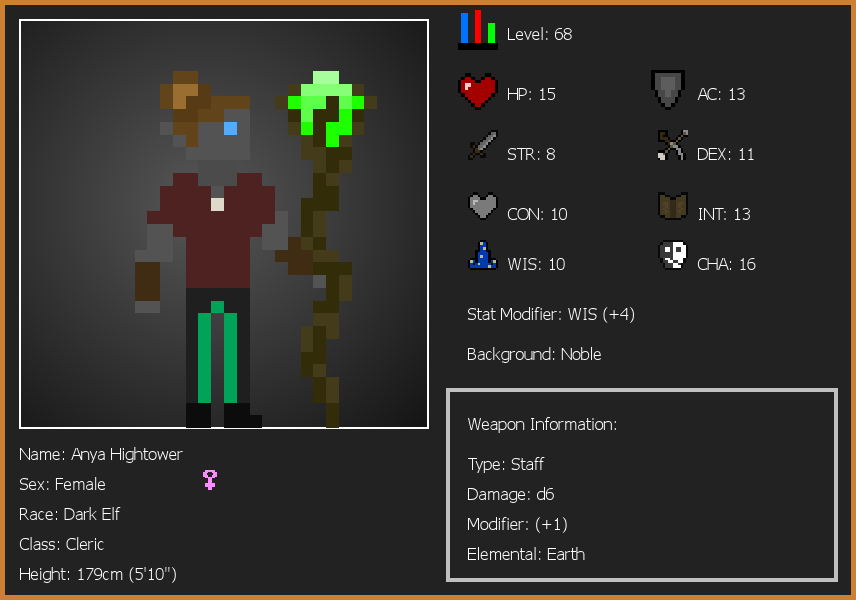 Level: 68
HP: 15
AC: 13
STR: 8
DEX: 11
CON: 10
INT: 13
WIS: 10
CHA: 16
Stat Modifier: WIS (+4)
Background: Noble
Weapon Information:
Type: Staff
Damage: d6
Modifier: (+1)
Elemental: Earth
Name: Anya Hightower
Sex: Female
Race: Dark Elf
Class: Cleric
Height: 179cm (5'10")